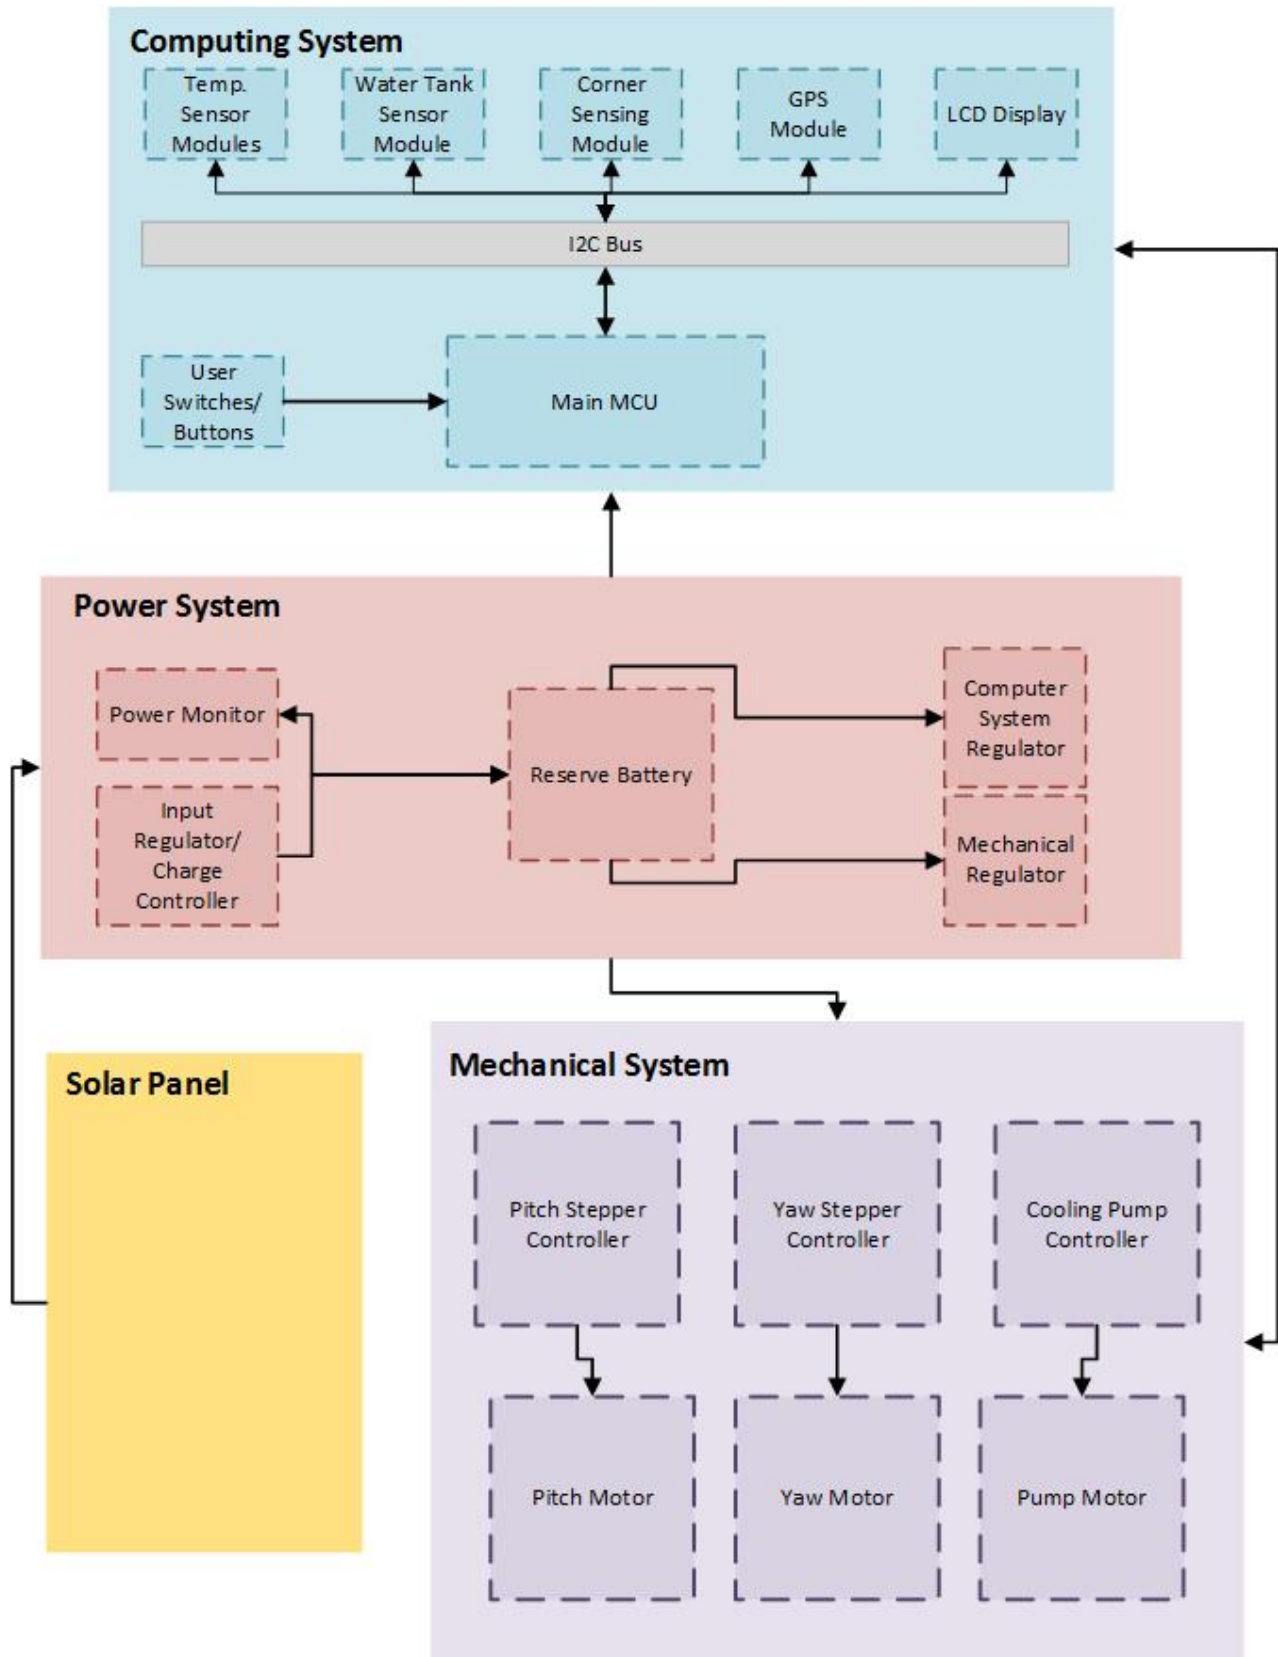 Computing System
Temp.
Sensor
Modules
Water Tank
Sensor
Module
Corner
Sensing
Module
GPS
Module
LCD Display
I2C Bus
User
Switches/
Buttons
Main MCU
Power System
Power Monitor
Input
Regulator/
Charge
Controller
Reserve Battery
Computer
System
Regulator
Mechanical
Regulator
Solar Panel
Mechanical System
Pitch Stepper
Controller
Yaw Stepper
Controller
Cooling Pump
Controller
Pitch Motor
Yaw Motor
Pump Motor